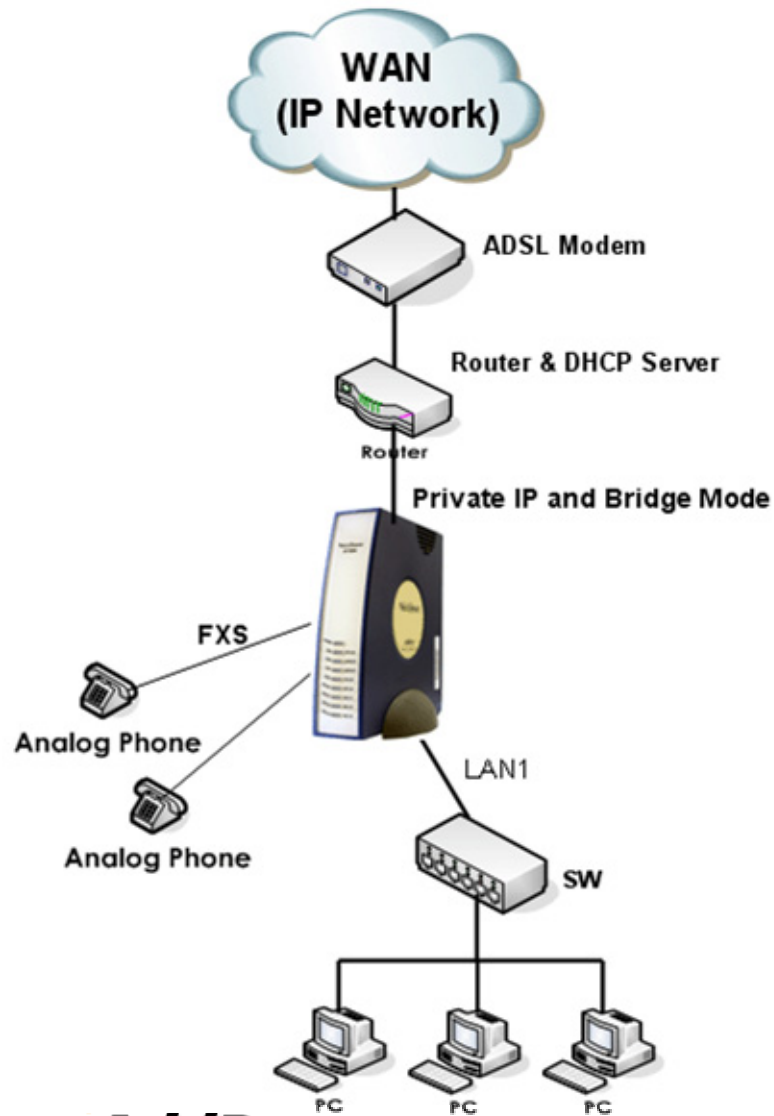 WAN
(IP Network)
ADSL Modem
Router & DHCP Server
Router
Private IP and Bridge Mode
FXS
Analog Phone
LAN1
Analog Phone
SW
PC
PC
PC